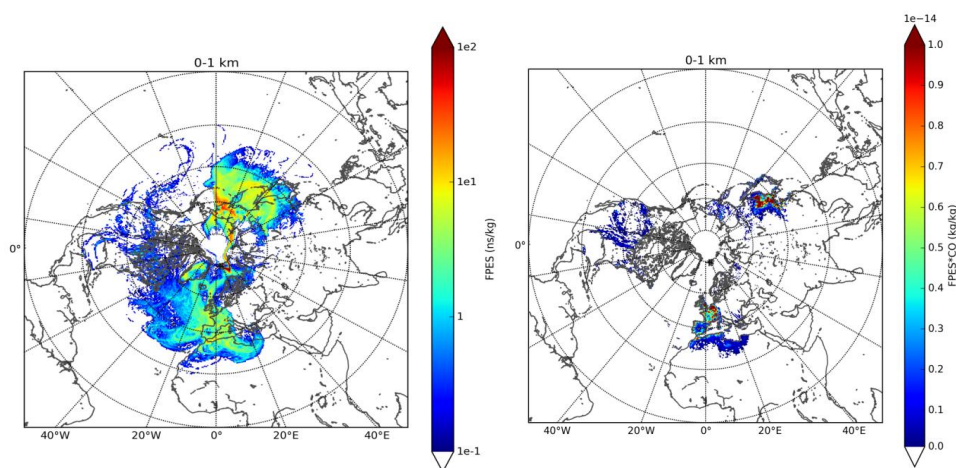 0-1 km
0°
40°W
20°W
0°
20°E
40°E
1e2
1e1
1
1e-1
FPES (ns/kg)
0-1 km
0°
40°W
20°W
0°
20°E
40°E
1e−14
1.0
0.9
0.8
0.7
0.6
0.5
0.4
0.3
0.2
0.1
0.0
FPES*CO (kg/kg)